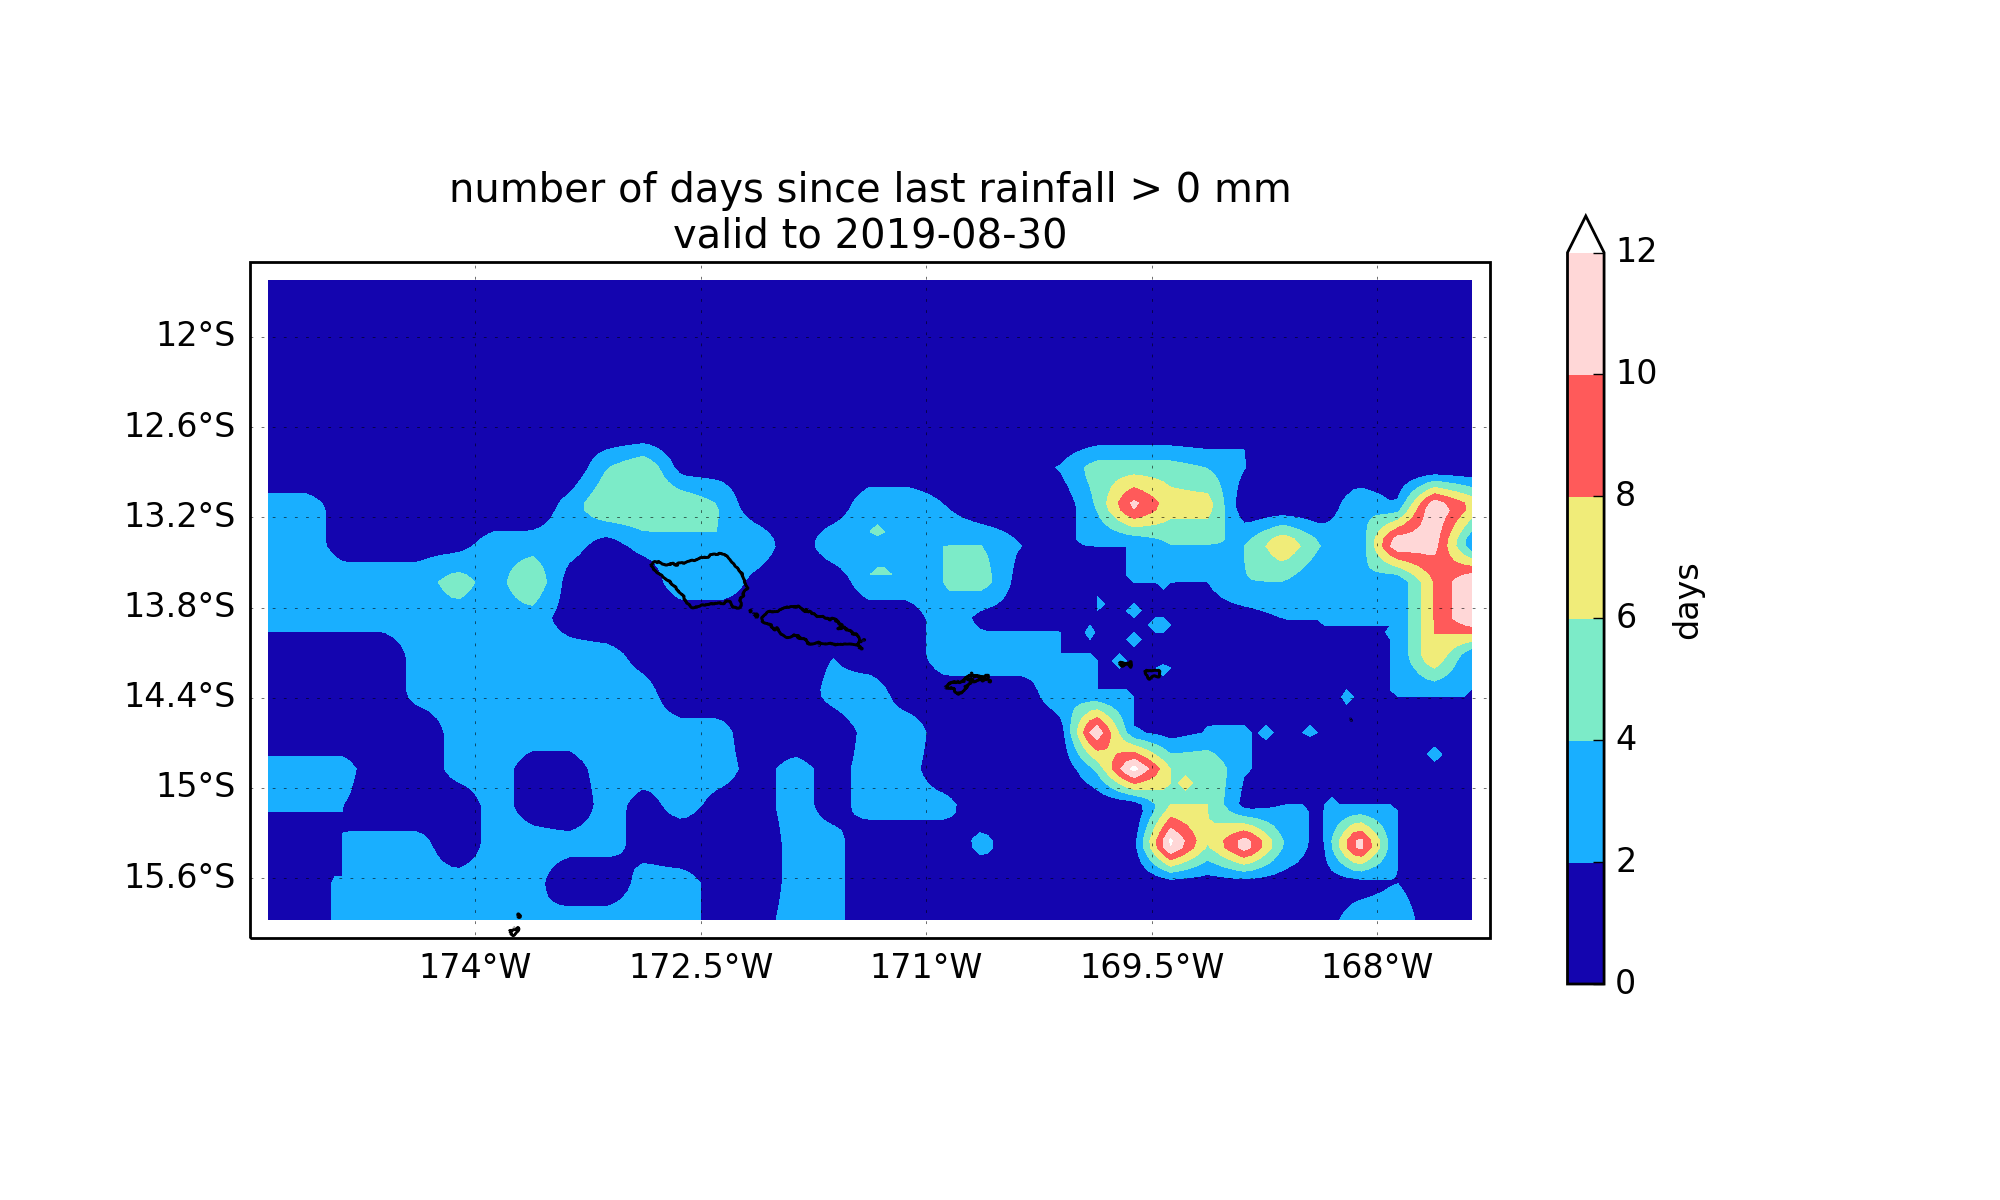 number of days since last rainfall > 0 mm
valid to 2019-08-30
12°S
12.6°S
13.2°S
13.8°S
14.4°S
15°S
15.6°S
174°W
172.5°W
171°W
169.5°W
168°W
12
10
8
6
4
2
0
days